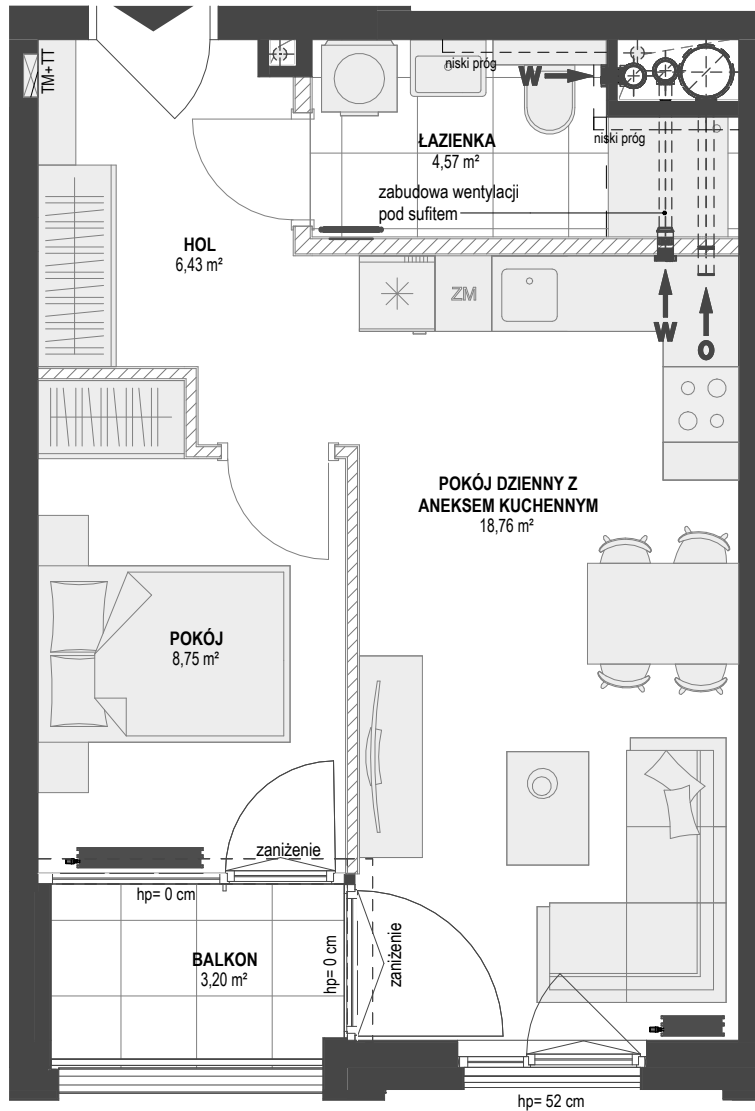 TM+TT
niski próg
W
ŁAZIENKA
4,57 m²
niski próg
zabudowa wentylacji
pod sufitem
HOL
6,43 m²
ZM
W
O
POKÓJ DZIENNY Z
ANEKSEM KUCHENNYM
18,76 m²
POKÓJ
8,75 m²
zaniżenie
hp= 0 cm
BALKON
3,20 m²
hp= 0 cm
zaniżenie
hp= 52 cm